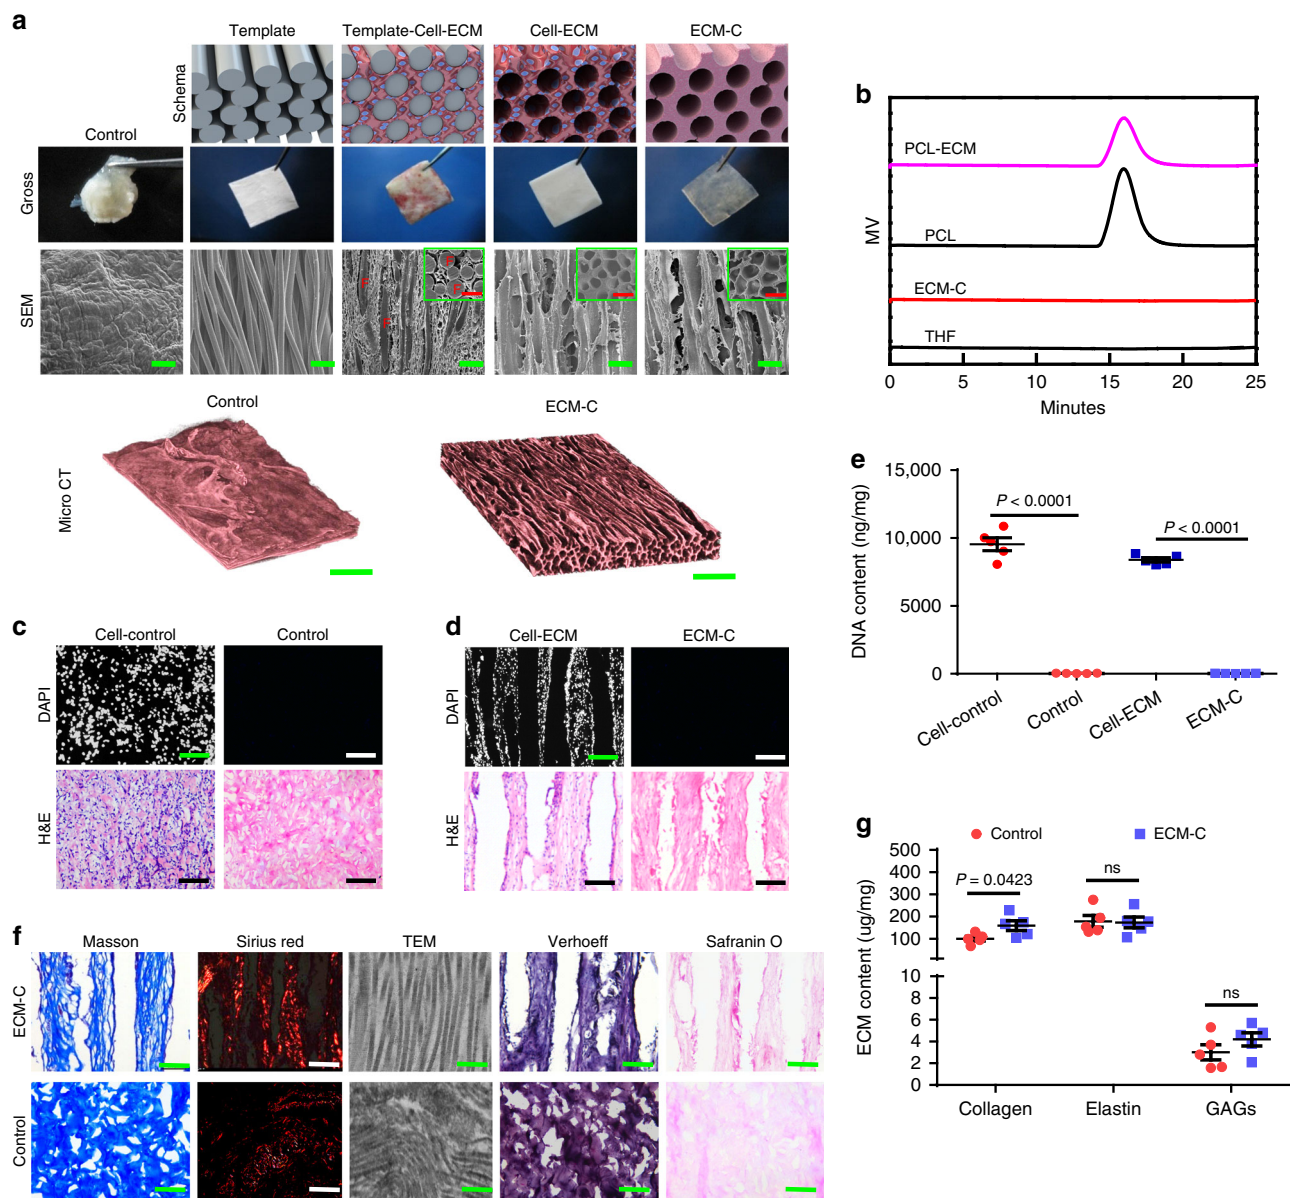 a
Template
Template-Cell-ECM
Cell-ECM
ECM-C
Schema
Control
Gross
SEM
F
F
F
F
Control
ECM-C
Micro CT
b
PCL-ECM
PCL
ECM-C
THF
MV
0
5
10
15
20
25
Minutes
c
Cell-control
Control
DAPI
H&E
d
Cell-ECM
ECM-C
DAPI
H&E
e
DNA content (ng/mg)
15,000
10,000
5000
0
P < 0.0001
P < 0.0001
Cell-control
Control
Cell-ECM
ECM-C
f
Masson
Sirius red
TEM
Verhoeff
Safranin O
ECM-C
Control
g
Control
ECM-C
ECM content (ug/mg)
500
400
300
200
100
10
8
6
4
2
0
P = 0.0423
ns
ns
Collagen
Elastin
GAGs